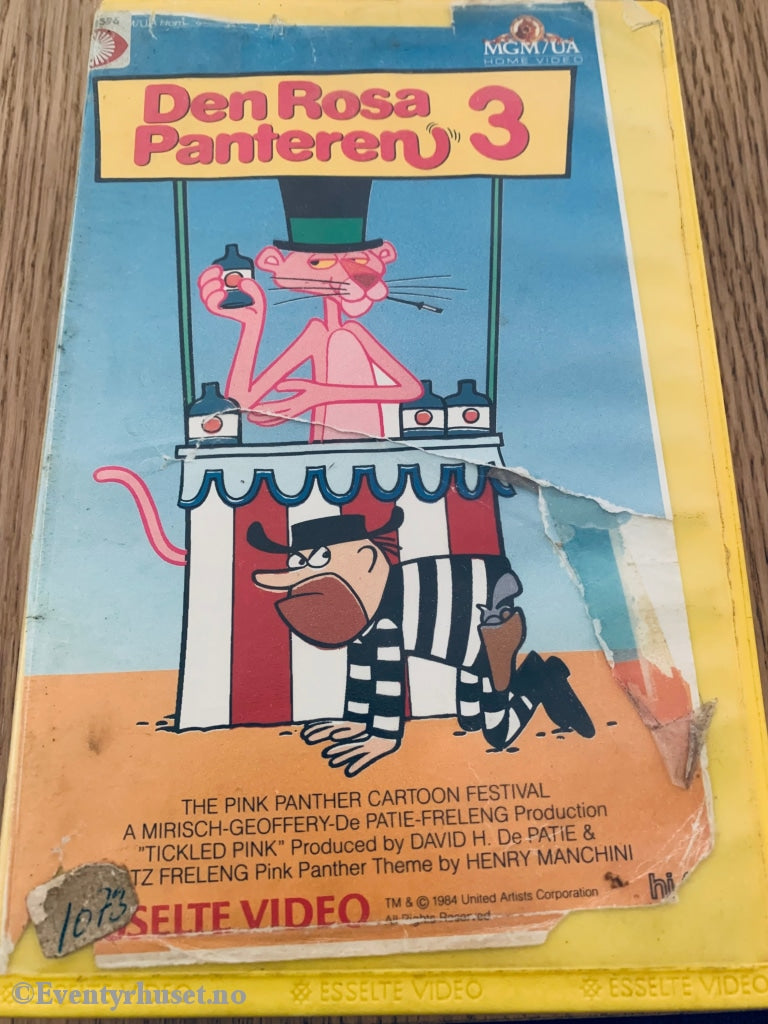 MGM/UA
HOME VIDEO
Den Rosa
Panteren 3
THE PINK PANTHER CARTOON FESTIVAL
A MIRISCH-GEOFFERY-De PATIE-FRELENG Production
"TICKLED PINK" Produced by DAVID H. De PATIE &
TZ FRELENG Pink Panther Theme by HENRY MANCHINI
SSELTE VIDEO
TM & © 1984 United Artists Corporation
All Rights Reserved
hi
1073
©Eventyrhuset.no
ESSELTE VIDEO
ESSELTE VIDEO